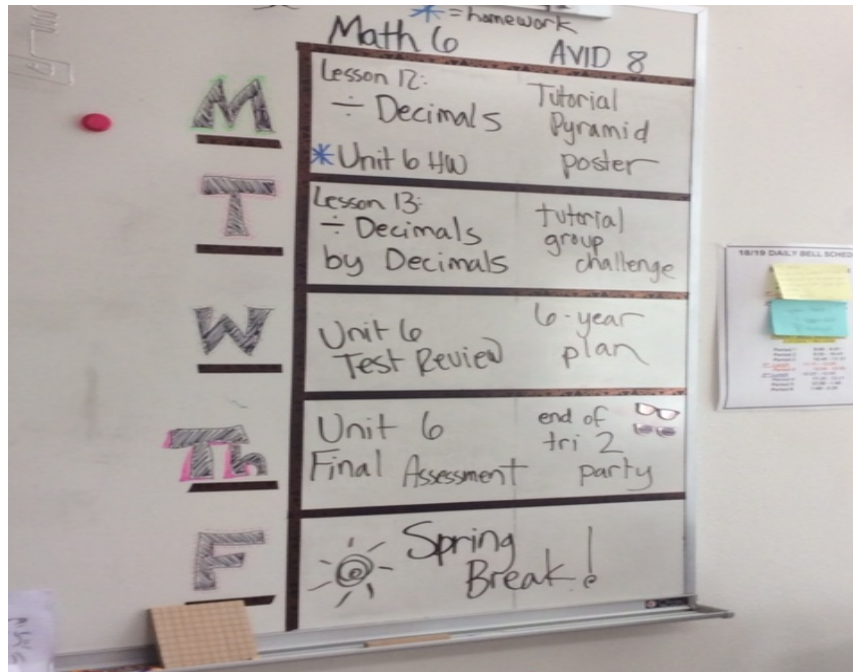 * = homework
Math 6 AVID 8
M
Lesson 12:
÷ Decimals
* Unit 6 HW
Tutorial
Pyramid
poster
T
Lesson 13:
÷ Decimals
by Decimals
tutorial
group
challenge
W
Unit 6
Test Review
6-year
plan
Th
Unit 6
Final Assessment
end of
tri 2
party
F
Spring
Break!
18/19 DAILY BELL SCHED